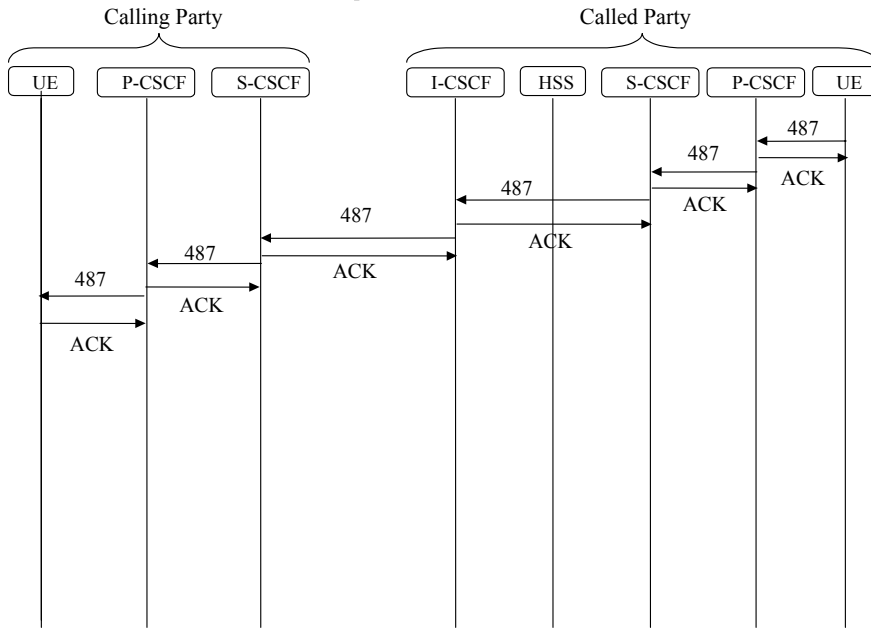 Calling Party Called Party
UE P-CSCF S-CSCF I-CSCF HSS S-CSCF P-CSCF UE
487
487 ACK
487 ACK
487 ACK
487 ACK
487 ACK
ACK